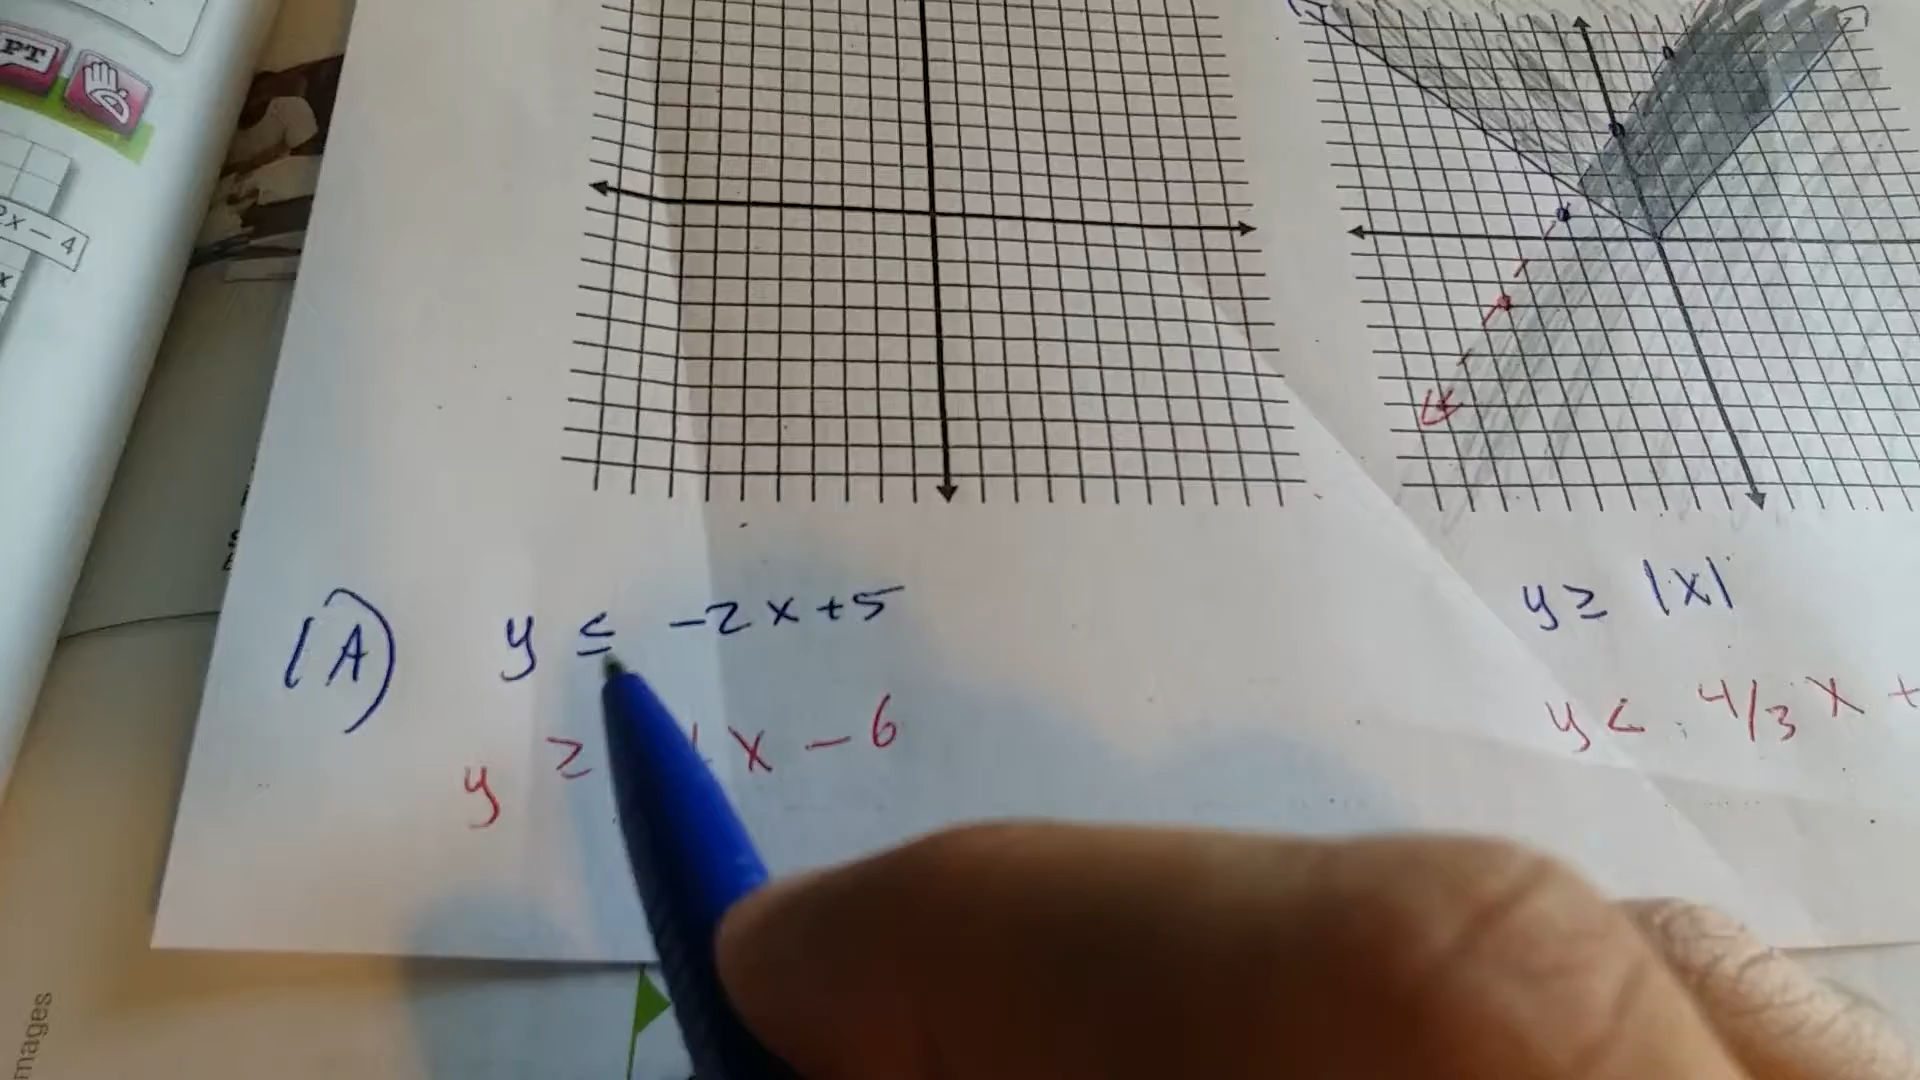 PT
2x – 4
x
1A) y ≤ -2x+5
y ≥ x - 6
y ≥ |x|
y < 4/3 x +
mages